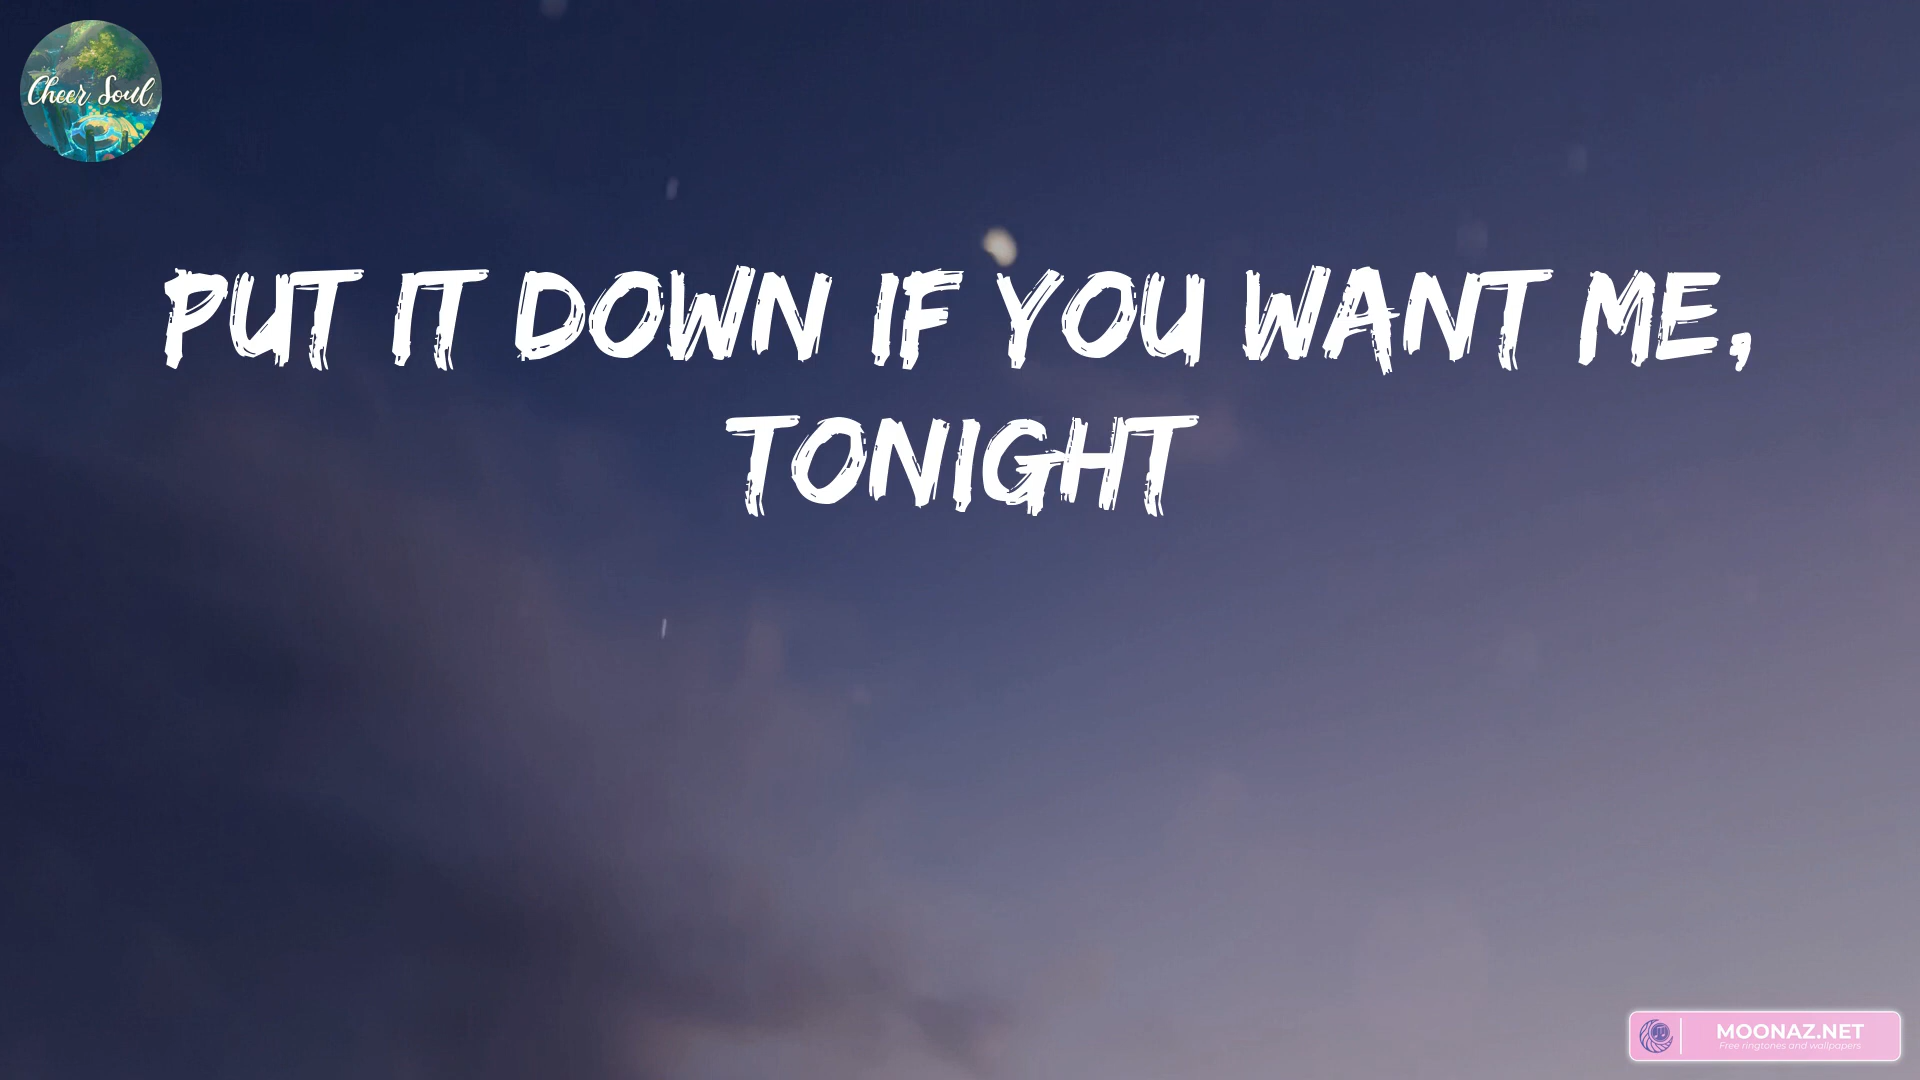 Cheer Soul
PUT IT DOWN IF YOU WANT ME,
TONIGHT
MOONAZ.NET
Free ringtones and wallpapers